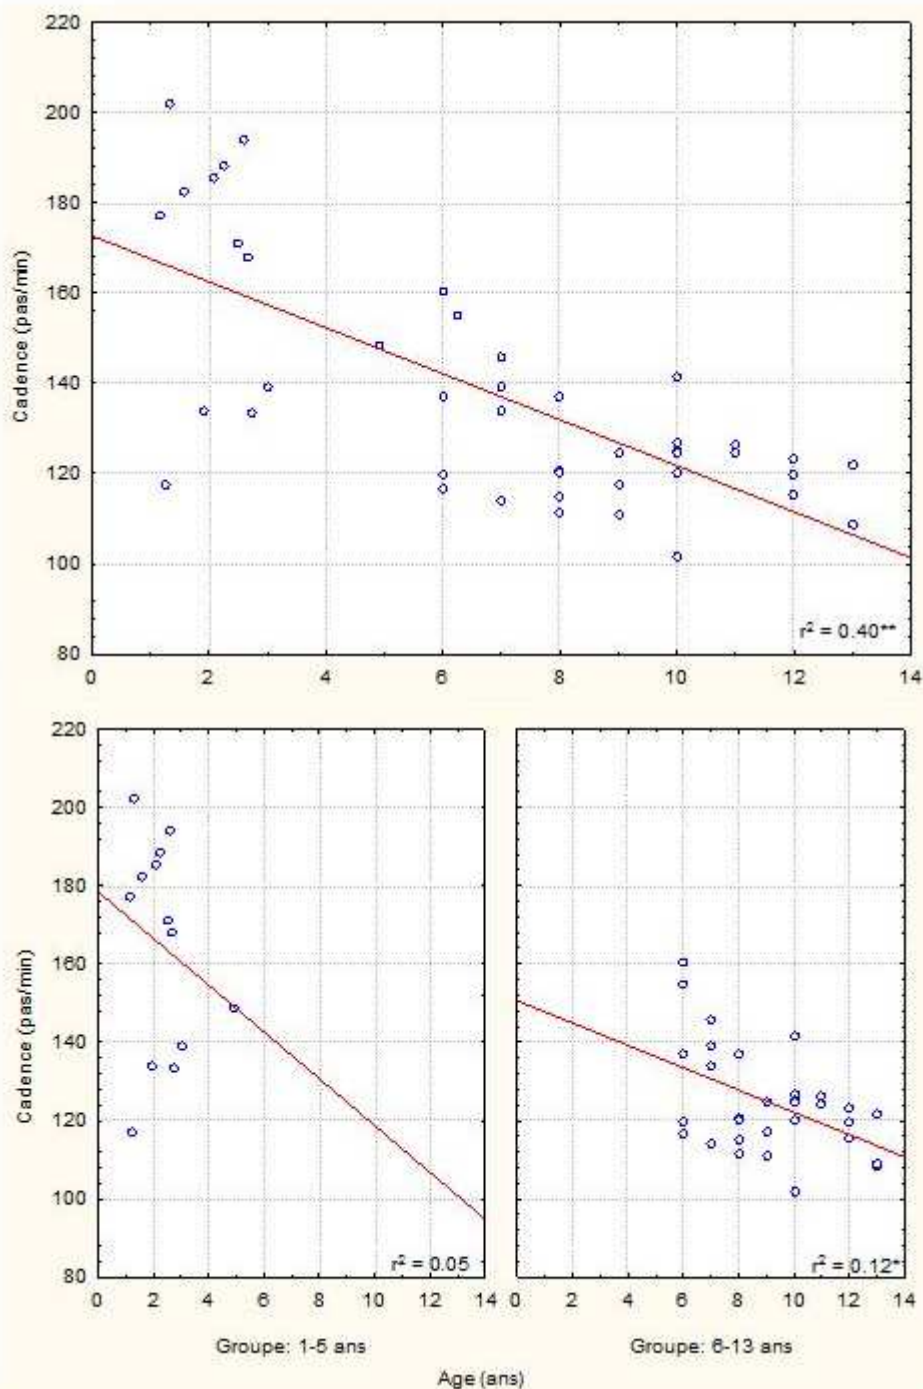 220
200
180
160
140
120
100
80
Cadence (pas/min)
r² = 0.40**
0 2 4 6 8 10 12 14
220
200
180
160
140
120
100
80
Cadence (pas/min)
r² = 0.05
r² = 0.12*
0 2 4 6 8 10 12 14
0 2 4 6 8 10 12 14
Groupe: 1-5 ans
Groupe: 6-13 ans
Age (ans)